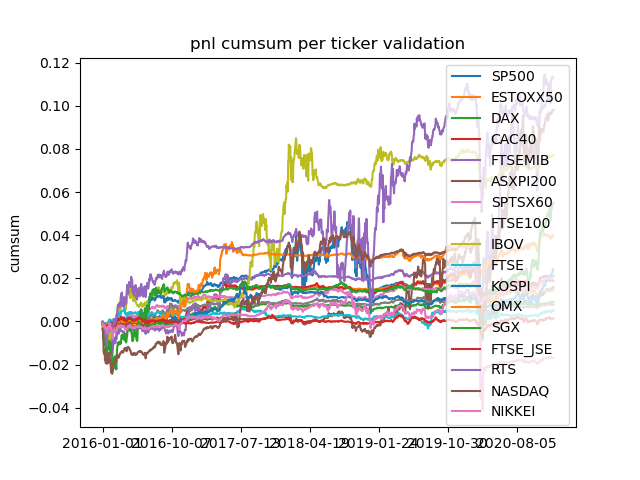 pnl cumsum per ticker validation
cumsum
0.12
0.10
0.08
0.06
0.04
0.02
0.00
−0.02
−0.04
2016-01-01
2016-10-07
2017-07-13
2018-04-19
2019-01-24
2019-10-30
2020-08-05
SP500
ESTOXX50
DAX
CAC40
FTSEMIB
ASXPI200
SPTSX60
FTSE100
IBOV
FTSE
KOSPI
OMX
SGX
FTSE_JSE
RTS
NASDAQ
NIKKEI